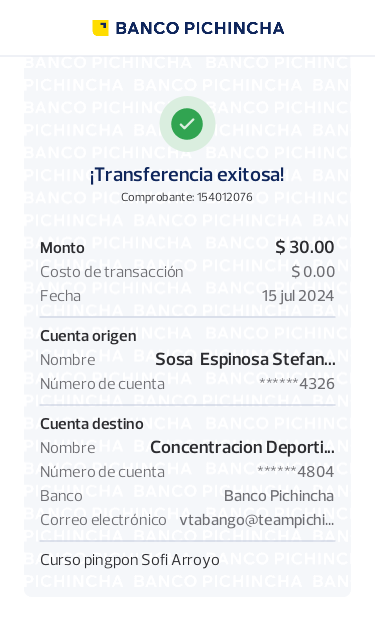 BANCO PICHINCHA
¡Transferencia exitosa!
Comprobante: 154012076
Monto $ 30.00
Costo de transacción $ 0.00
Fecha 15 jul 2024
Cuenta origen
Nombre Sosa Espinosa Stefan...
Número de cuenta ******4326
Cuenta destino
Nombre Concentracion Deporti...
Número de cuenta ******4804
Banco Banco Pichincha
Correo electrónico vtabango@teampichi...
Curso pingpon Sofi Arroyo